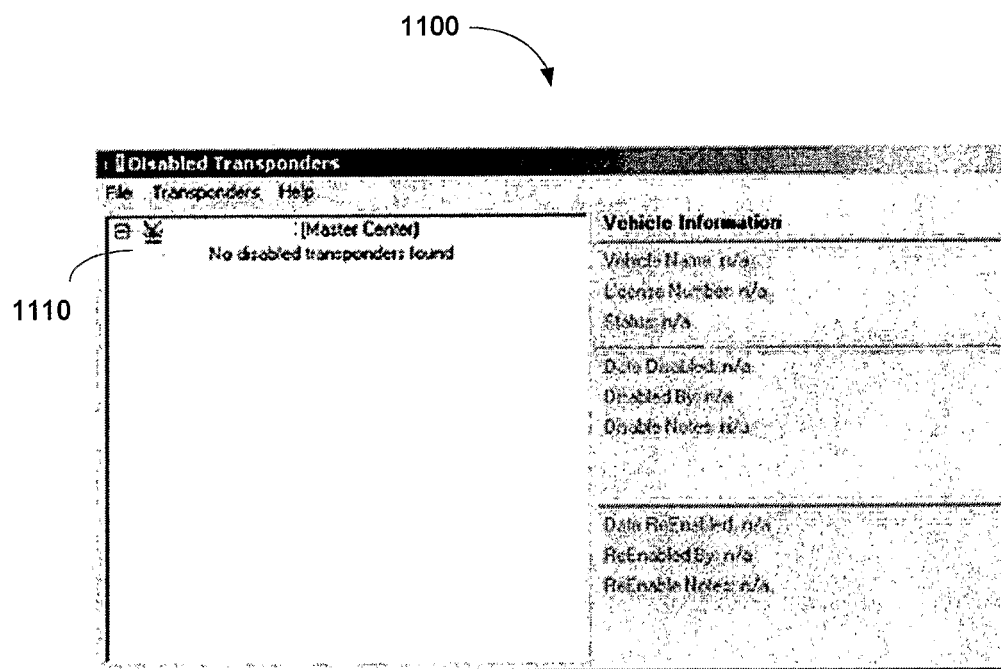 1100
Disabled Transponders
File Transponders Help
(Master Center)
No disabled transponders found
1110
Vehicle Information
Vehicle Name: n/a
License Number: n/a
Status: n/a
Date Disabled: n/a
Disabled By: n/a
Disable Notes: n/a
Date ReEnabled: n/a
ReEnabled By: n/a
ReEnable Notes: n/a